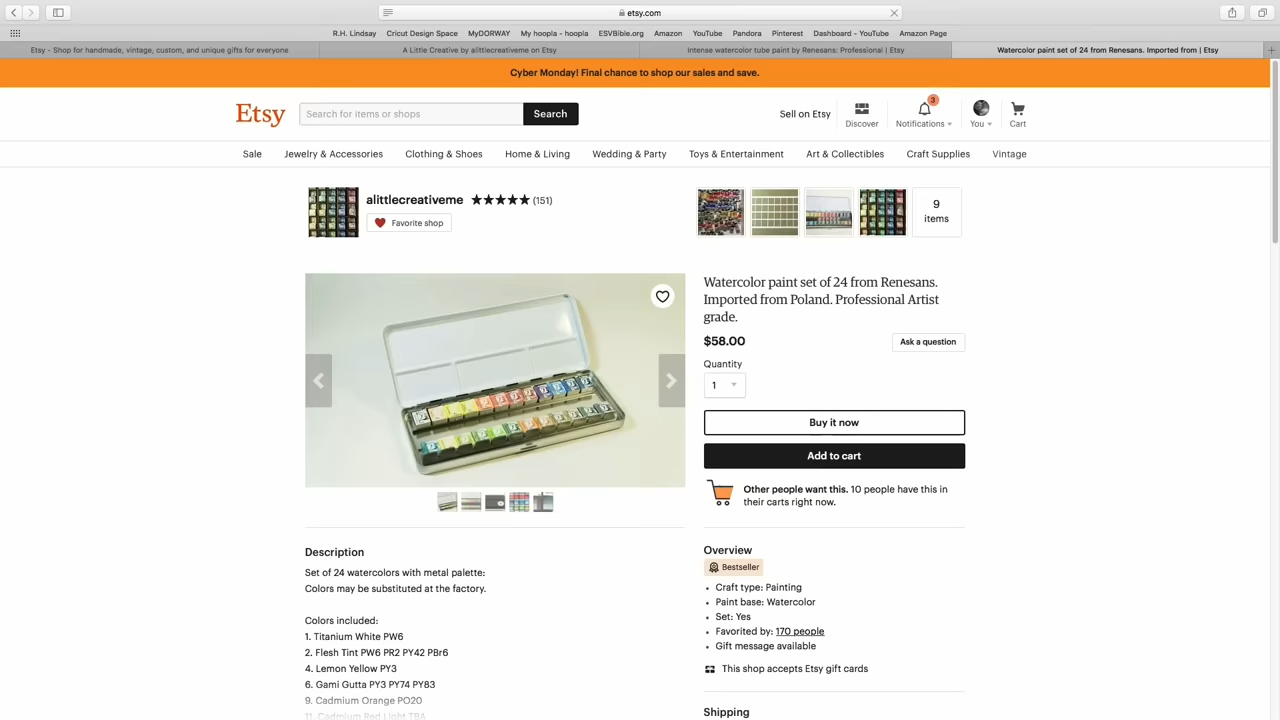 etsy.com
R.H. Lindsay Cricut Design Space MyDORWAY My hoopla - hoopla ESVBible.org Amazon YouTube Pandora Pinterest Dashboard - YouTube Amazon Page
Etsy - Shop for handmade, vintage, custom, and unique gifts for everyone A Little Creative by alittlecreativeme on Etsy Intense watercolor tube paint by Renesans: Professional | Etsy Watercolor paint set of 24 from Renesans. Imported from | Etsy
Cyber Monday! Final chance to shop our sales and save.
Etsy Search for items or shops Search Sell on Etsy Discover 3 Notifications You Cart
Sale Jewelry & Accessories Clothing & Shoes Home & Living Wedding & Party Toys & Entertainment Art & Collectibles Craft Supplies Vintage
alittlecreativeme ★★★★★ (151)
Favorite shop
9
items
Watercolor paint set of 24 from Renesans.
Imported from Poland. Professional Artist
grade.
$58.00 Ask a question
Quantity
1
Buy it now
Add to cart
Other people want this. 10 people have this in
their carts right now.
Description
Set of 24 watercolors with metal palette:
Colors may be substituted at the factory.
Colors included:
1. Titanium White PW6
2. Flesh Tint PW6 PR2 PY42 PBr6
4. Lemon Yellow PY3
6. Gami Gutta PY3 PY74 PY83
9. Cadmium Orange PO20
11. Cadmium Red Light TBA
Overview
Bestseller
• Craft type: Painting
• Paint base: Watercolor
• Set: Yes
• Favorited by: 170 people
• Gift message available
This shop accepts Etsy gift cards
Shipping